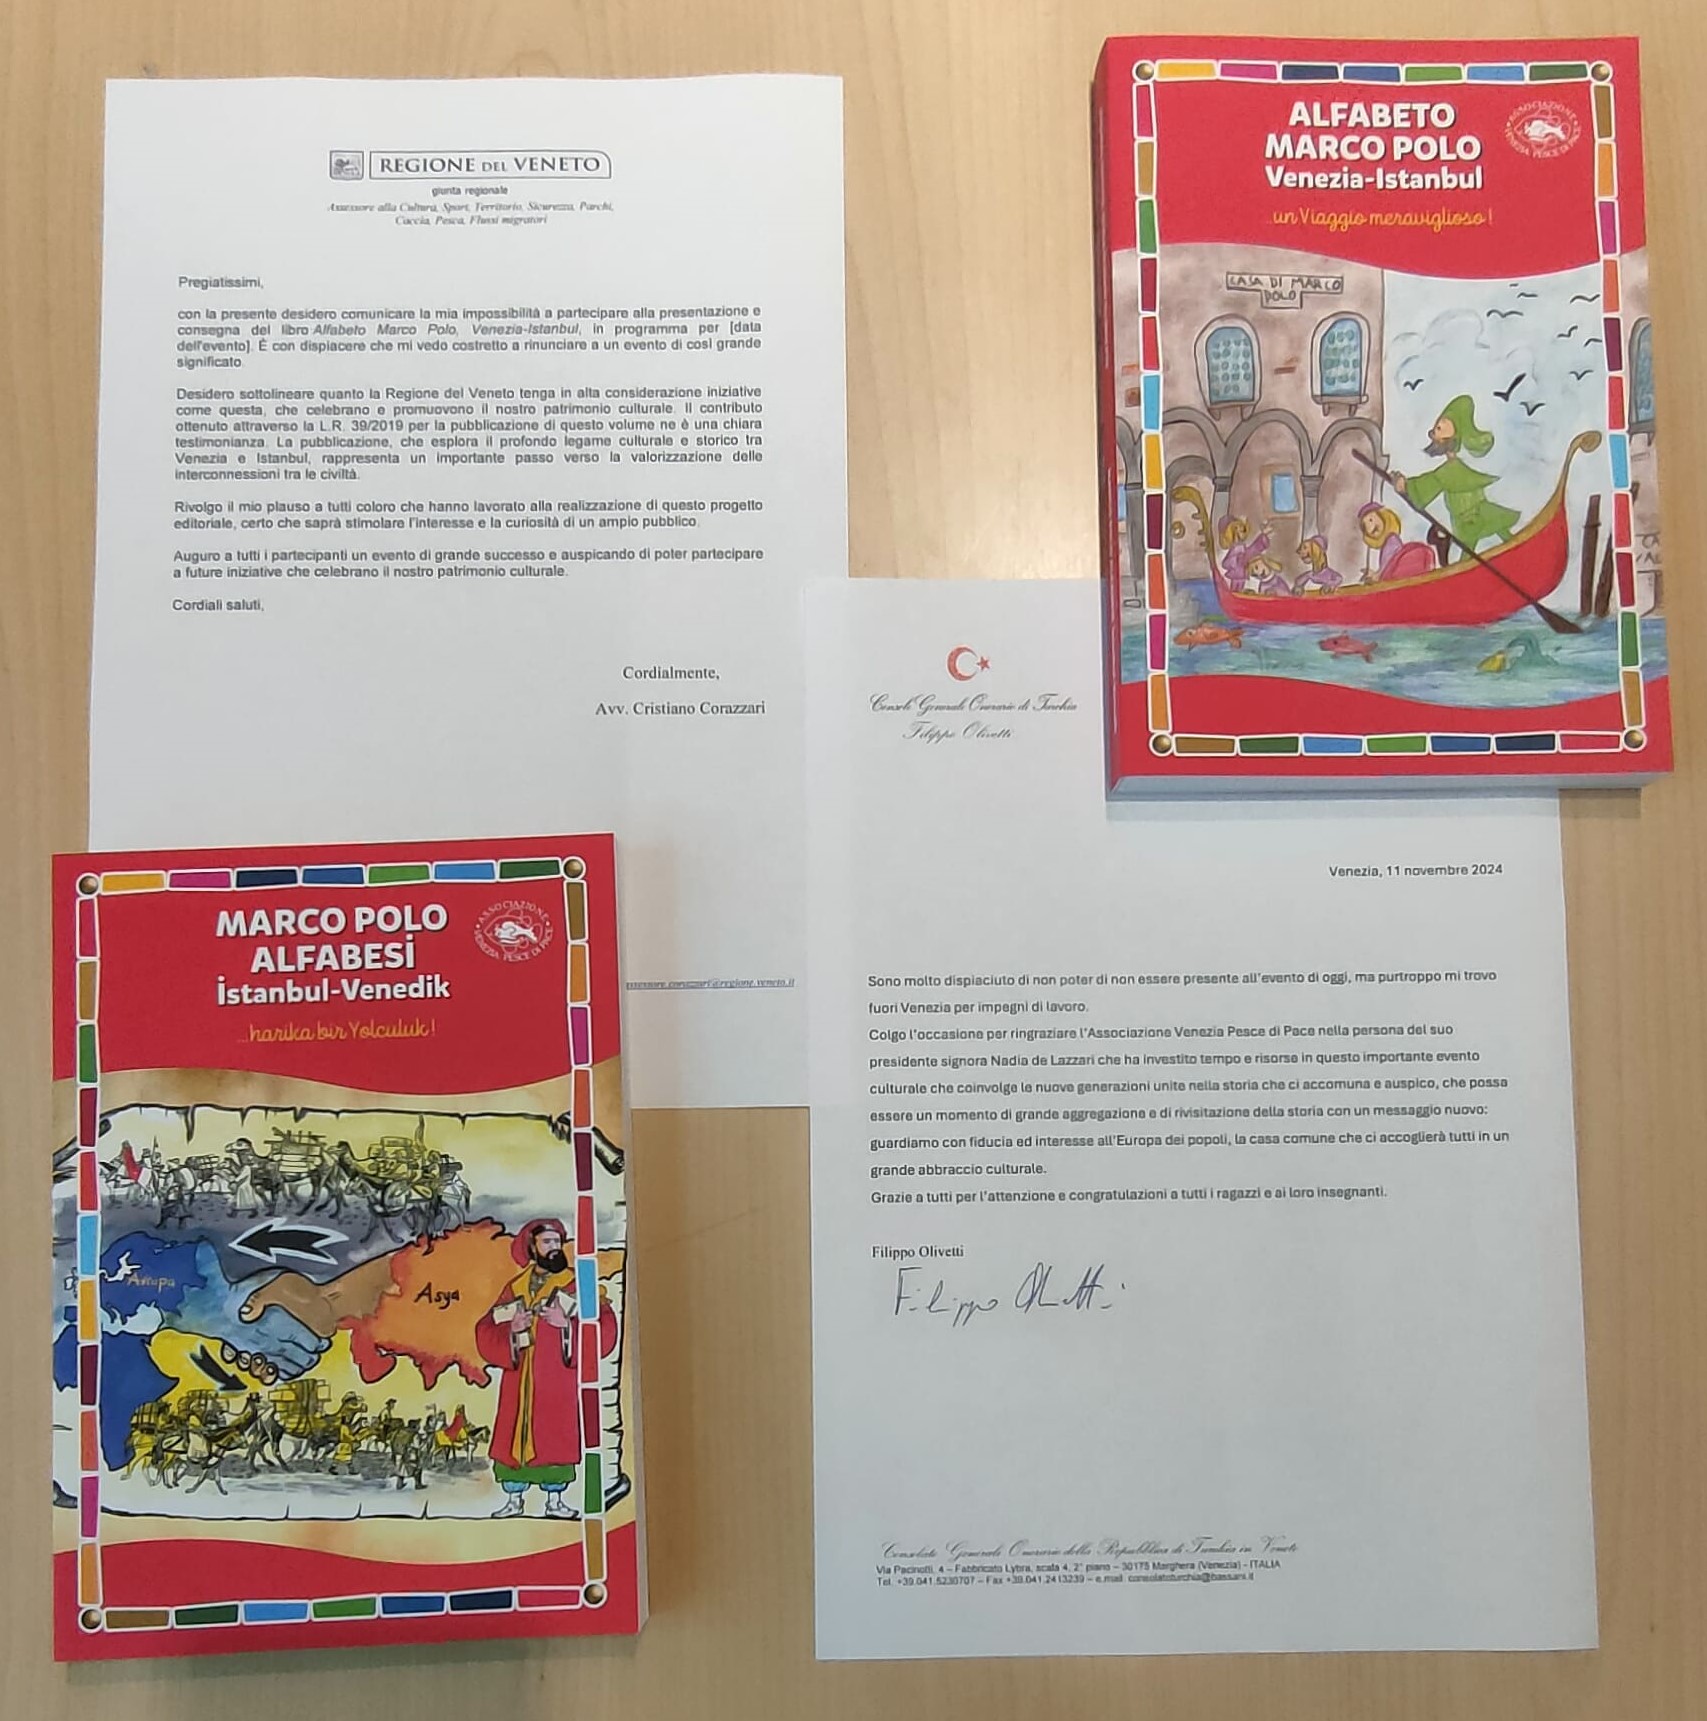 REGIONE DEL VENETO
giunta regionale
Assessore alla Cultura, Sport, Territorio, Sicurezza, Parchi,
Caccia, Pesca, Flussi migratori
Pregiatissimi,
con la presente desidero comunicare la mia impossibilità a partecipare alla presentazione e
consegna del libro Alfabeto Marco Polo, Venezia-Istanbul, in programma per [data
dell'evento]. È con dispiacere che mi vedo costretto a rinunciare a un evento di così grande
significato.
Desidero sottolineare quanto la Regione del Veneto tenga in alta considerazione iniziative
come questa, che celebrano e promuovono il nostro patrimonio culturale. Il contributo
ottenuto attraverso la L.R. 39/2019 per la pubblicazione di questo volume ne è una chiara
testimonianza. La pubblicazione, che esplora il profondo legame culturale e storico tra
Venezia e Istanbul, rappresenta un importante passo verso la valorizzazione delle
interconnessioni tra le civiltà.
Rivolgo il mio plauso a tutti coloro che hanno lavorato alla realizzazione di questo progetto
editoriale, certo che saprà stimolare l'interesse e la curiosità di un ampio pubblico.
Auguro a tutti i partecipanti un evento di grande successo e auspicando di poter partecipare
a future iniziative che celebrano il nostro patrimonio culturale.
Cordiali saluti,
Cordialmente,
Avv. Cristiano Corazzari
assessore.corazzari@regione.veneto.it
ALFABETO
MARCO POLO
Venezia-Istanbul
..un Viaggio meraviglioso!
ASSOCIAZIONE
VENEZIA PESCE DI PACE
CASA DI MARCO
POLO
MARCO POLO
ALFABESİ
İstanbul-Venedik
...harika bir Yolculuk!
ASSOCIAZIONE
VENEZIA PESCE DI PACE
Avrupa
Asya
Console Generale Onorario di Turchia
Filippo Olivetti
Venezia, 11 novembre 2024
Sono molto dispiaciuto di non poter di non essere presente all'evento di oggi, ma purtroppo mi trovo
fuori Venezia per impegni di lavoro.
Colgo l'occasione per ringraziare l'Associazione Venezia Pesce di Pace nella persona del suo
presidente signora Nadia de Lazzari che ha investito tempo e risorse in questo importante evento
culturale che coinvolge le nuove generazioni unite nella storia che ci accomuna e auspico, che possa
essere un momento di grande aggregazione e di rivisitazione della storia con un messaggio nuovo:
guardiamo con fiducia ed interesse all'Europa dei popoli, la casa comune che ci accoglierà tutti in un
grande abbraccio culturale.
Grazie a tutti per l'attenzione e congratulazioni a tutti i ragazzi e ai loro insegnanti.
Filippo Olivetti
Filippo Olivetti
Consolato Generale Onorario della Repubblica di Turchia in Veneto
Via Pacinotti, 4 – Fabbricato Lybra, scala 4, 2° piano – 30175 Marghera (Venezia) - ITALIA
Tel. +39.041.5230707 – Fax +39.041.2413239 – e.mail: consolatoturchia@bassani.it